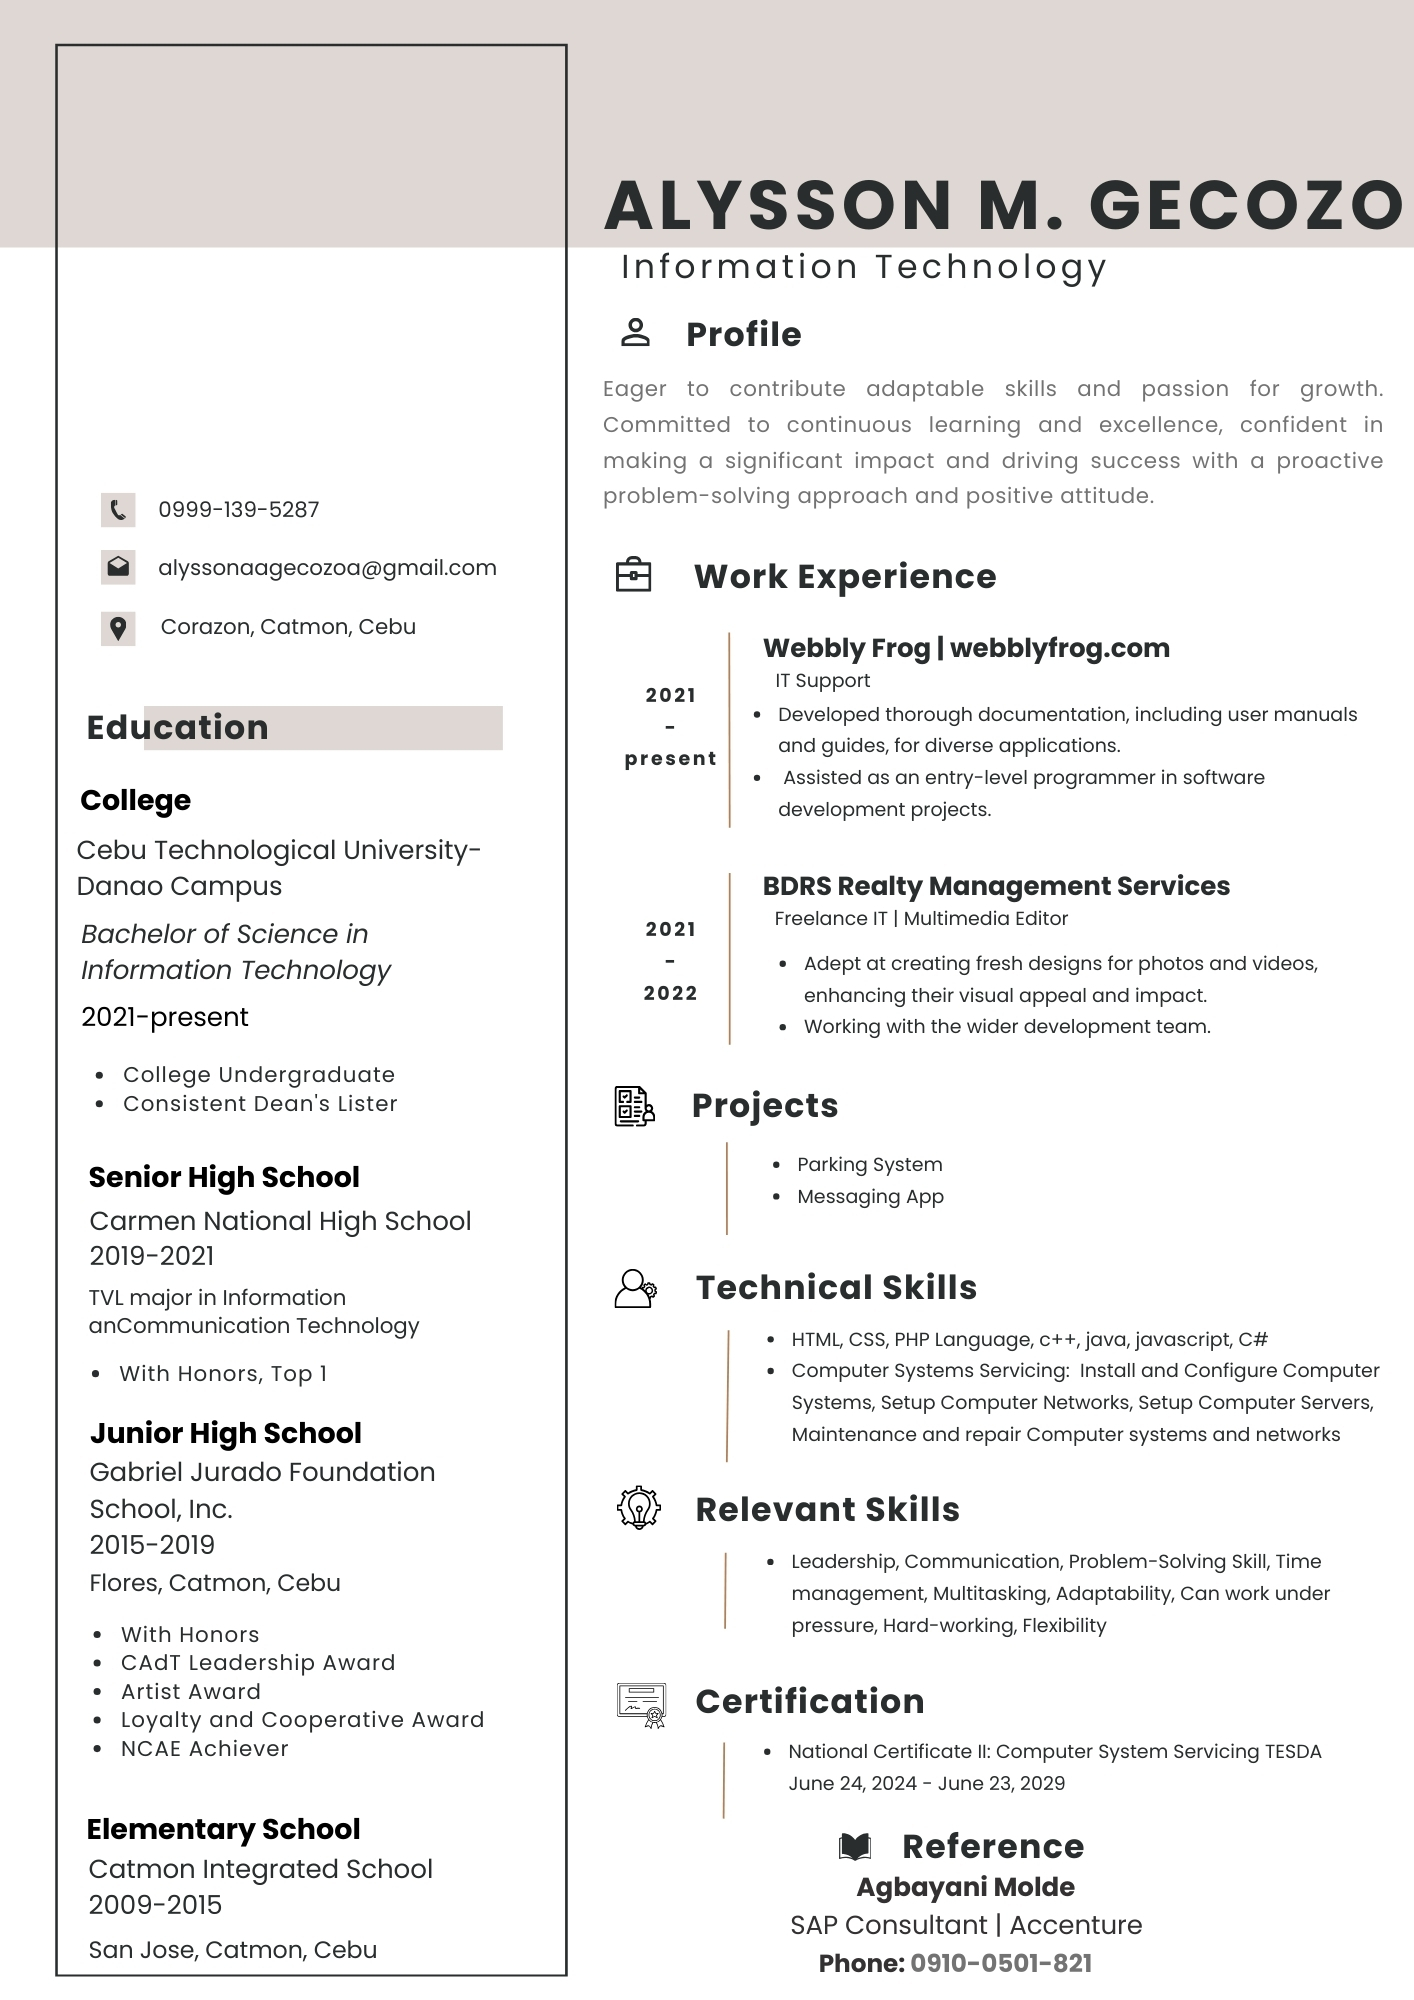 ALYSSON M. GECOZO
Information Technology
0999-139-5287
alyssonaagecozoa@gmail.com
Corazon, Catmon, Cebu
Education
College
Cebu Technological University-
Danao Campus
Bachelor of Science in
Information Technology
2021-present
• College Undergraduate
• Consistent Dean's Lister
Senior High School
Carmen National High School
2019-2021
TVL major in Information
anCommunication Technology
• With Honors, Top 1
Junior High School
Gabriel Jurado Foundation
School, Inc.
2015-2019
Flores, Catmon, Cebu
• With Honors
• CAdT Leadership Award
• Artist Award
• Loyalty and Cooperative Award
• NCAE Achiever
Elementary School
Catmon Integrated School
2009-2015
San Jose, Catmon, Cebu
Profile
Eager to contribute adaptable skills and passion for growth.
Committed to continuous learning and excellence, confident in
making a significant impact and driving success with a proactive
problem-solving approach and positive attitude.
Work Experience
2021
-
present
Webbly Frog | webblyfrog.com
IT Support
• Developed thorough documentation, including user manuals
and guides, for diverse applications.
• Assisted as an entry-level programmer in software
development projects.
2021
-
2022
BDRS Realty Management Services
Freelance IT | Multimedia Editor
• Adept at creating fresh designs for photos and videos,
enhancing their visual appeal and impact.
• Working with the wider development team.
Projects
• Parking System
• Messaging App
Technical Skills
• HTML, CSS, PHP Language, c++, java, javascript, C#
• Computer Systems Servicing: Install and Configure Computer
Systems, Setup Computer Networks, Setup Computer Servers,
Maintenance and repair Computer systems and networks
Relevant Skills
• Leadership, Communication, Problem-Solving Skill, Time
management, Multitasking, Adaptability, Can work under
pressure, Hard-working, Flexibility
Certification
• National Certificate II: Computer System Servicing TESDA
June 24, 2024 - June 23, 2029
Reference
Agbayani Molde
SAP Consultant | Accenture
Phone: 0910-0501-821